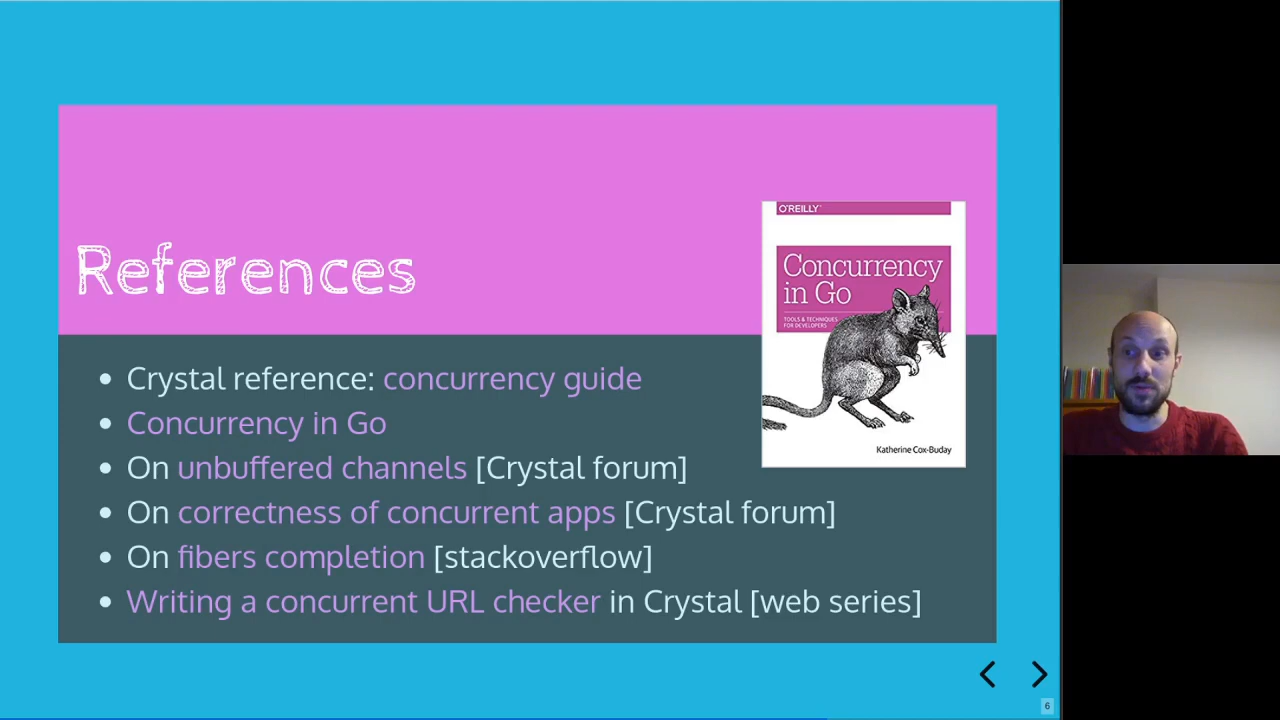 References
O'REILLY
Concurrency
in Go
TOOLS & TECHNIQUES
FOR DEVELOPERS
Katherine Cox-Buday
Crystal reference: concurrency guide
Concurrency in Go
On unbuffered channels [Crystal forum]
On correctness of concurrent apps [Crystal forum]
On fibers completion [stackoverflow]
Writing a concurrent URL checker in Crystal [web series]
6